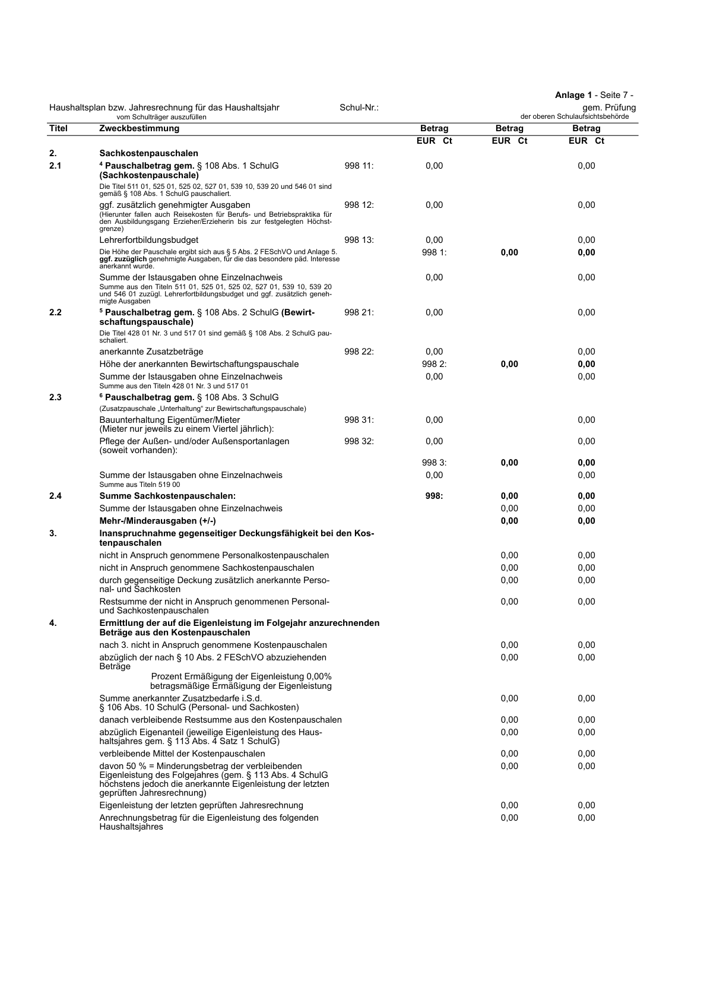 Anlage 1 - Seite 7 -
Haushaltsplan bzw. Jahresrechnung für das Haushaltsjahr Schul-Nr.: gem. Prüfung
vom Schulträger auszufüllen der oberen Schulaufsichtsbehörde
Titel Zweckbestimmung Betrag Betrag Betrag
EUR Ct EUR Ct EUR Ct
2. Sachkostenpauschalen
2.1 ⁴ Pauschalbetrag gem. § 108 Abs. 1 SchulG 998 11: 0,00 0,00
(Sachkostenpauschale)
Die Titel 511 01, 525 01, 525 02, 527 01, 539 10, 539 20 und 546 01 sind
gemäß § 108 Abs. 1 SchulG pauschaliert.
ggf. zusätzlich genehmigter Ausgaben 998 12: 0,00 0,00
(Hierunter fallen auch Reisekosten für Berufs- und Betriebspraktika für
den Ausbildungsgang Erzieher/Erzieherin bis zur festgelegten Höchst-
grenze)
Lehrerfortbildungsbudget 998 13: 0,00 0,00
Die Höhe der Pauschale ergibt sich aus § 5 Abs. 2 FESchVO und Anlage 5. 998 1: 0,00 0,00
ggf. zuzüglich genehmigte Ausgaben, für die das besondere päd. Interesse
anerkannt wurde.
Summe der Istausgaben ohne Einzelnachweis 0,00 0,00
Summe aus den Titeln 511 01, 525 01, 525 02, 527 01, 539 10, 539 20
und 546 01 zuzügl. Lehrerfortbildungsbudget und ggf. zusätzlich geneh-
migte Ausgaben
2.2 ⁵ Pauschalbetrag gem. § 108 Abs. 2 SchulG (Bewirt- 998 21: 0,00 0,00
schaftungspauschale)
Die Titel 428 01 Nr. 3 und 517 01 sind gemäß § 108 Abs. 2 SchulG pau-
schaliert.
anerkannte Zusatzbeträge 998 22: 0,00 0,00
Höhe der anerkannten Bewirtschaftungspauschale 998 2: 0,00 0,00
Summe der Istausgaben ohne Einzelnachweis 0,00 0,00
Summe aus den Titeln 428 01 Nr. 3 und 517 01
2.3 ⁶ Pauschalbetrag gem. § 108 Abs. 3 SchulG
(Zusatzpauschale „Unterhaltung“ zur Bewirtschaftungspauschale)
Bauunterhaltung Eigentümer/Mieter 998 31: 0,00 0,00
(Mieter nur jeweils zu einem Viertel jährlich):
Pflege der Außen- und/oder Außensportanlagen 998 32: 0,00 0,00
(soweit vorhanden):
998 3: 0,00 0,00
Summe der Istausgaben ohne Einzelnachweis 0,00 0,00
Summe aus Titeln 519 00
2.4 Summe Sachkostenpauschalen: 998: 0,00 0,00
Summe der Istausgaben ohne Einzelnachweis 0,00 0,00
Mehr-/Minderausgaben (+/-) 0,00 0,00
3. Inanspruchnahme gegenseitiger Deckungsfähigkeit bei den Kos-
tenpauschalen
nicht in Anspruch genommene Personalkostenpauschalen 0,00 0,00
nicht in Anspruch genommene Sachkostenpauschalen 0,00 0,00
durch gegenseitige Deckung zusätzlich anerkannte Perso- 0,00 0,00
nal- und Sachkosten
Restsumme der nicht in Anspruch genommenen Personal- 0,00 0,00
und Sachkostenpauschalen
4. Ermittlung der auf die Eigenleistung im Folgejahr anzurechnenden
Beträge aus den Kostenpauschalen
nach 3. nicht in Anspruch genommene Kostenpauschalen 0,00 0,00
abzüglich der nach § 10 Abs. 2 FESchVO abzuziehenden 0,00 0,00
Beträge
Prozent Ermäßigung der Eigenleistung 0,00%
betragsmäßige Ermäßigung der Eigenleistung
Summe anerkannter Zusatzbedarfe i.S.d. 0,00 0,00
§ 106 Abs. 10 SchulG (Personal- und Sachkosten)
danach verbleibende Restsumme aus den Kostenpauschalen 0,00 0,00
abzüglich Eigenanteil (jeweilige Eigenleistung des Haus- 0,00 0,00
haltsjahres gem. § 113 Abs. 4 Satz 1 SchulG)
verbleibende Mittel der Kostenpauschalen 0,00 0,00
davon 50 % = Minderungsbetrag der verbleibenden 0,00 0,00
Eigenleistung des Folgejahres (gem. § 113 Abs. 4 SchulG
höchstens jedoch die anerkannte Eigenleistung der letzten
geprüften Jahresrechnung)
Eigenleistung der letzten geprüften Jahresrechnung 0,00 0,00
Anrechnungsbetrag für die Eigenleistung des folgenden 0,00 0,00
Haushaltsjahres